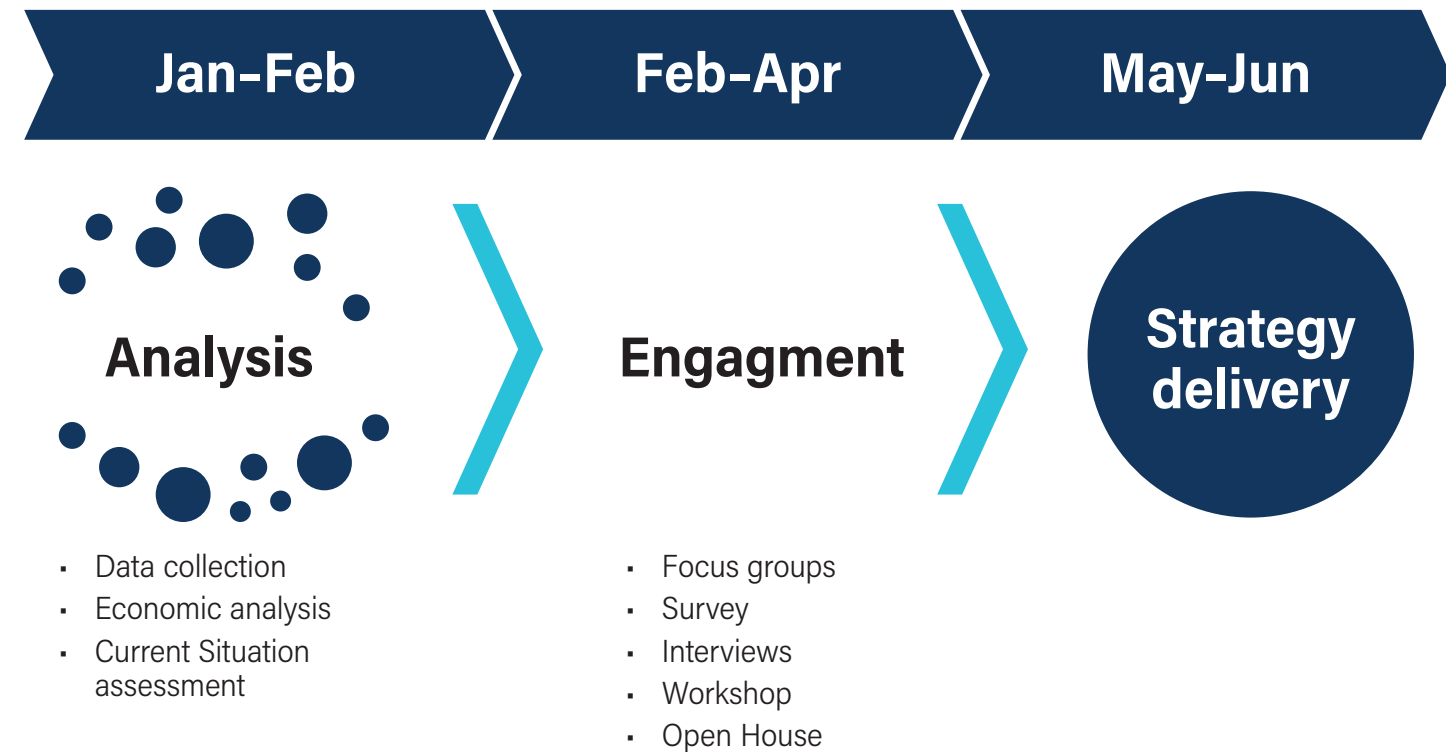 Jan–Feb
Feb–Apr
May–Jun
Analysis
Engagment
Strategy
delivery
▪ Data collection
▪ Economic analysis
▪ Current Situation
assessment
▪ Focus groups
▪ Survey
▪ Interviews
▪ Workshop
▪ Open House